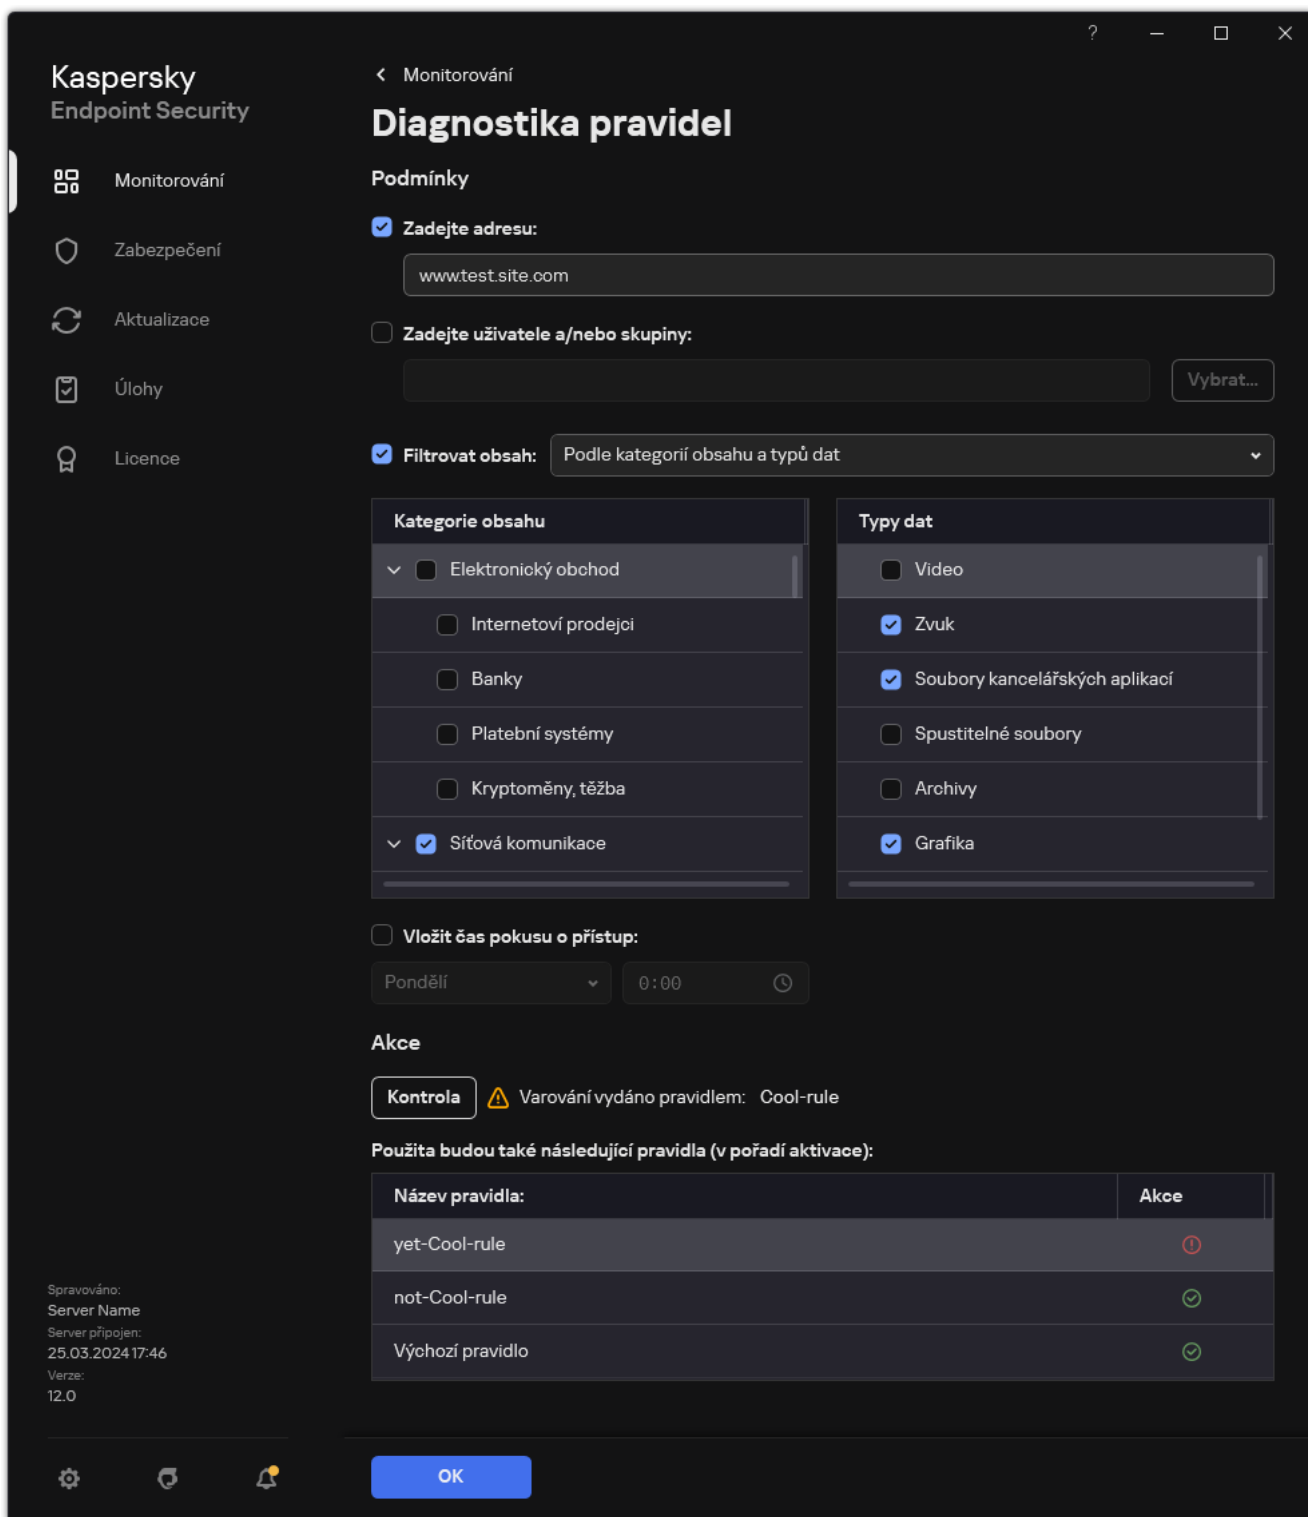 ?
Kaspersky
Endpoint Security
Monitorování
Zabezpečení
Aktualizace
Úlohy
Licence
Spravováno:
Server Name
Server připojen:
25.03.2024 17:46
Verze:
12.0
Monitorování
Diagnostika pravidel
Podmínky
Zadejte adresu:
www.test.site.com
Zadejte uživatele a/nebo skupiny:
Vybrat...
Filtrovat obsah:
Podle kategorií obsahu a typů dat
Kategorie obsahu
Elektronický obchod
Internetoví prodejci
Banky
Platební systémy
Kryptoměny, těžba
Síťová komunikace
Typy dat
Video
Zvuk
Soubory kancelářských aplikací
Spustitelné soubory
Archivy
Grafika
Vložit čas pokusu o přístup:
Pondělí
0:00
Akce
Kontrola
Varování vydáno pravidlem: Cool-rule
Použita budou také následující pravidla (v pořadí aktivace):
Název pravidla: Akce
yet-Cool-rule
not-Cool-rule
Výchozí pravidlo
OK